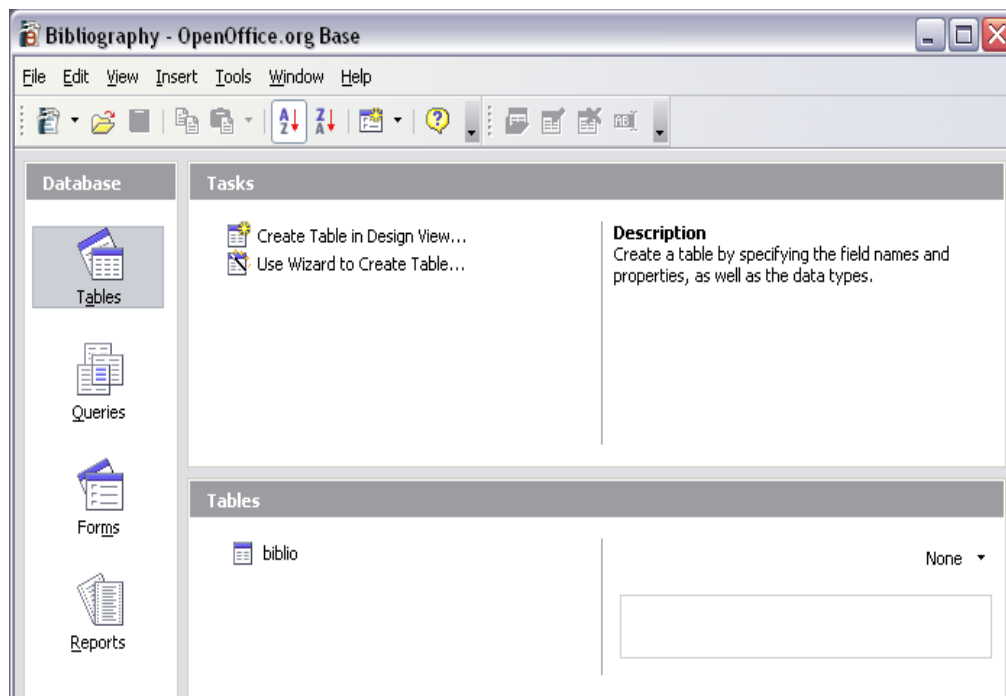 Bibliography - OpenOffice.org Base
File Edit View Insert Tools Window Help
Database
Tables
Queries
Forms
Reports
Tasks
Create Table in Design View...
Use Wizard to Create Table...
Description
Create a table by specifying the field names and
properties, as well as the data types.
Tables
biblio
None